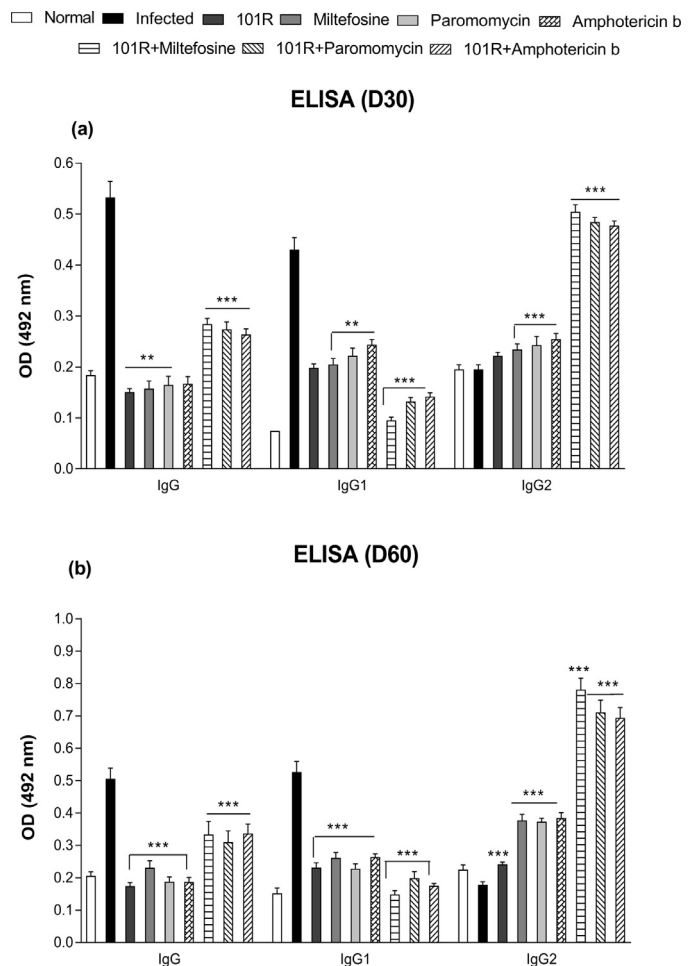 Normal Infected 101R Miltefosine Paromomycin Amphotericin b
101R+Miltefosine 101R+Paromomycin 101R+Amphotericin b
ELISA (D30)
(a)
OD (492 nm)
0.6
0.5
0.4
0.3
0.2
0.1
0.0
** *** ** *** *** ***
IgG IgG1 IgG2
ELISA (D60)
(b)
OD (492 nm)
1.0
0.9
0.8
0.7
0.6
0.5
0.4
0.3
0.2
0.1
0.0
*** *** *** *** *** *** *** ***
IgG IgG1 IgG2